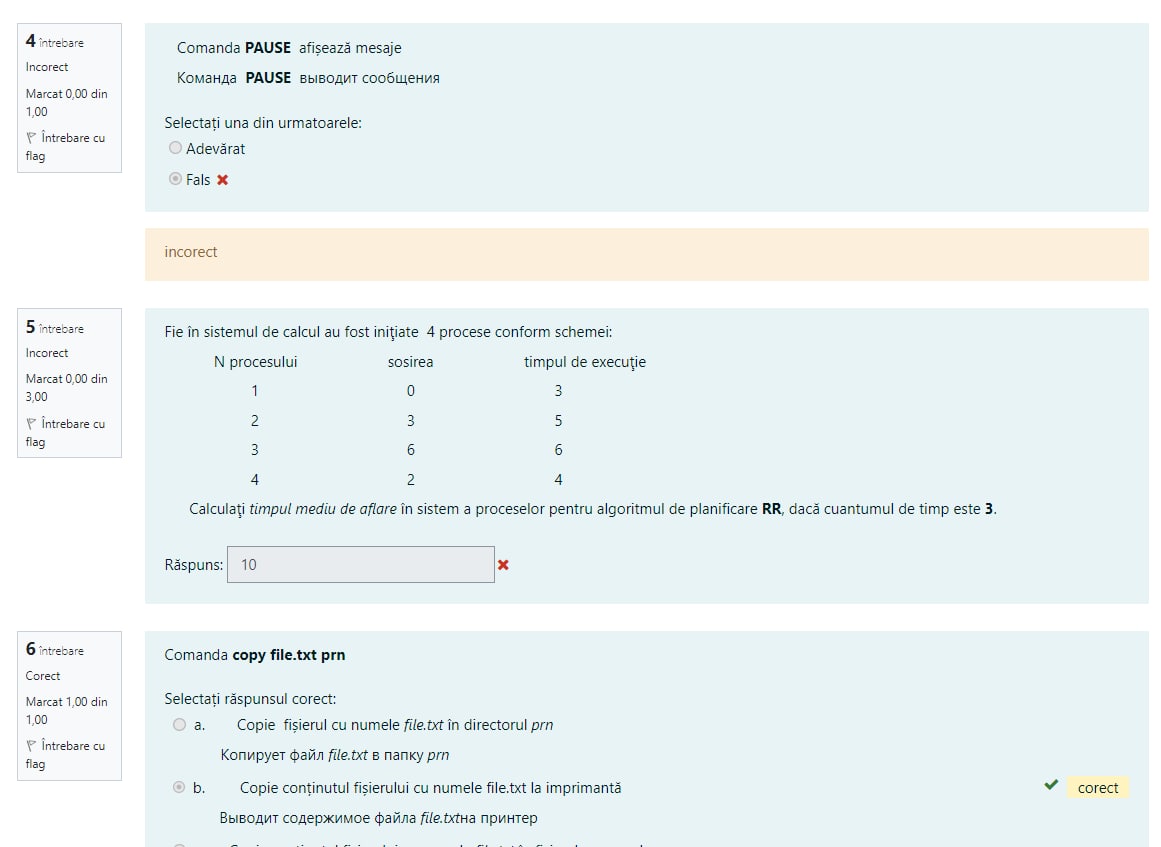 4 întrebare
Incorect
Marcat 0,00 din
1,00
Întrebare cu
flag
Comanda PAUSE afișează mesaje
Команда PAUSE выводит сообщения
Selectați una din urmatoarele:
Adevărat
Fals
incorect
5 întrebare
Incorect
Marcat 0,00 din
3,00
Întrebare cu
flag
Fie în sistemul de calcul au fost iniţiate 4 procese conform schemei:
N procesului sosirea timpul de execuţie
1 0 3
2 3 5
3 6 6
4 2 4
Calculaţi timpul mediu de aflare în sistem a proceselor pentru algoritmul de planificare RR, dacă cuantumul de timp este 3.
Răspuns: 10
6 întrebare
Corect
Marcat 1,00 din
1,00
Întrebare cu
flag
Comanda copy file.txt prn
Selectați răspunsul corect:
a. Copie fișierul cu numele file.txt în directorul prn
Копирует файл file.txt в папку prn
b. Copie conținutul fișierului cu numele file.txt la imprimantă
corect
Выводит содержимое файла file.txtна принтер